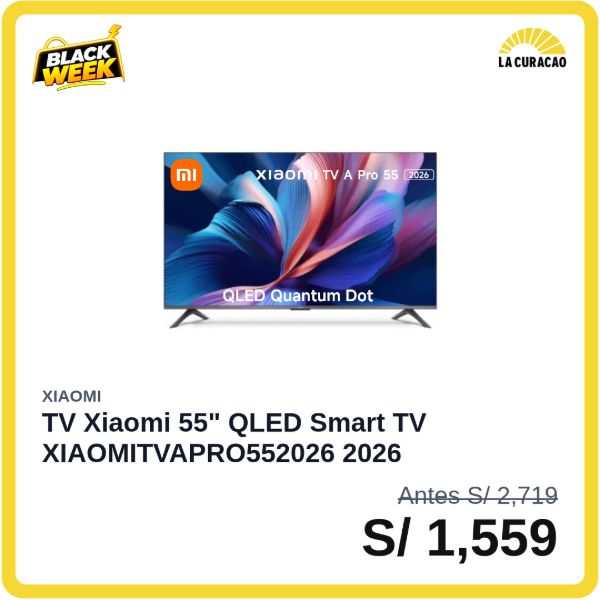 BLACK
WEEK
LA CURACAO
mi
xiaomi TV A Pro 55 2026
QLED Quantum Dot
XIAOMI
TV Xiaomi 55" QLED Smart TV
XIAOMITVAPRO552026 2026
Antes S/ 2,719
S/ 1,559